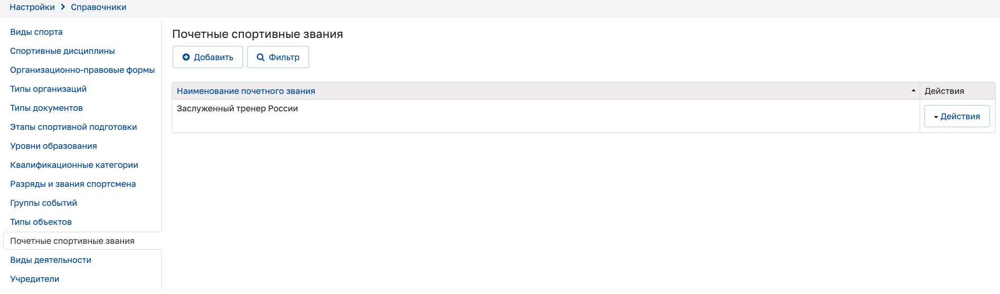 Настройки > Справочники
Виды спорта
Спортивные дисциплины
Организационно-правовые формы
Типы организаций
Типы документов
Этапы спортивной подготовки
Уровни образования
Квалификационные категории
Разряды и звания спортсмена
Группы событий
Типы объектов
Почетные спортивные звания
Виды деятельности
Учредители
Почетные спортивные звания
Добавить Фильтр
Наименование почетного звания Действия
Заслуженный тренер России
Действия